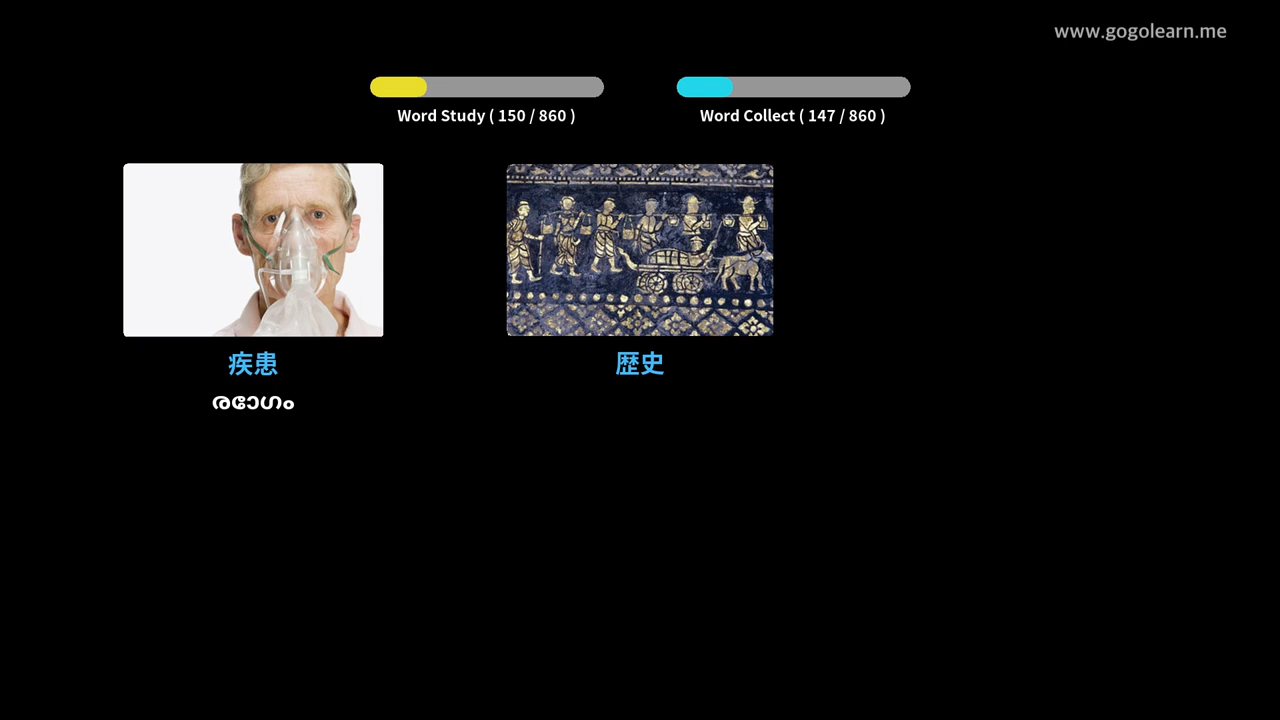 www.gogolearn.me
Word Study ( 150 / 860 )
Word Collect ( 147 / 860 )
疾患
歴史
രോഗം